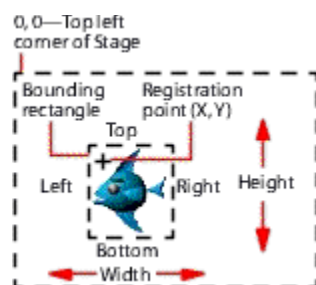 0, 0—Top left
corner of Stage
Bounding
rectangle
Registration
point (X, Y)
Top
Left
Right
Height
Bottom
Width